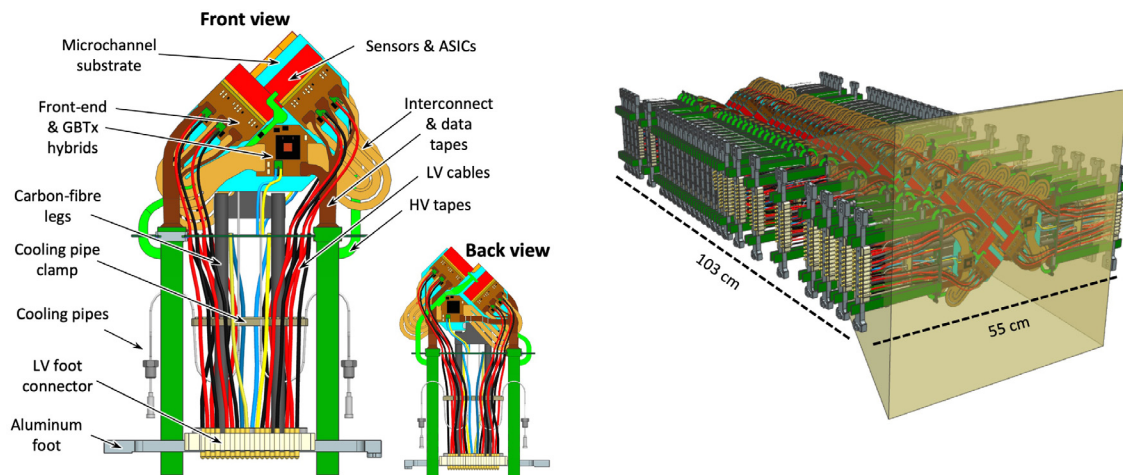 Front view
Microchannel
substrate
Sensors & ASICs
Front-end
& GBTx
hybrids
Interconnect
& data
tapes
LV cables
HV tapes
Carbon-fibre
legs
Cooling pipe
clamp
Cooling pipes
LV foot
connector
Aluminum
foot
Back view
103 cm
55 cm